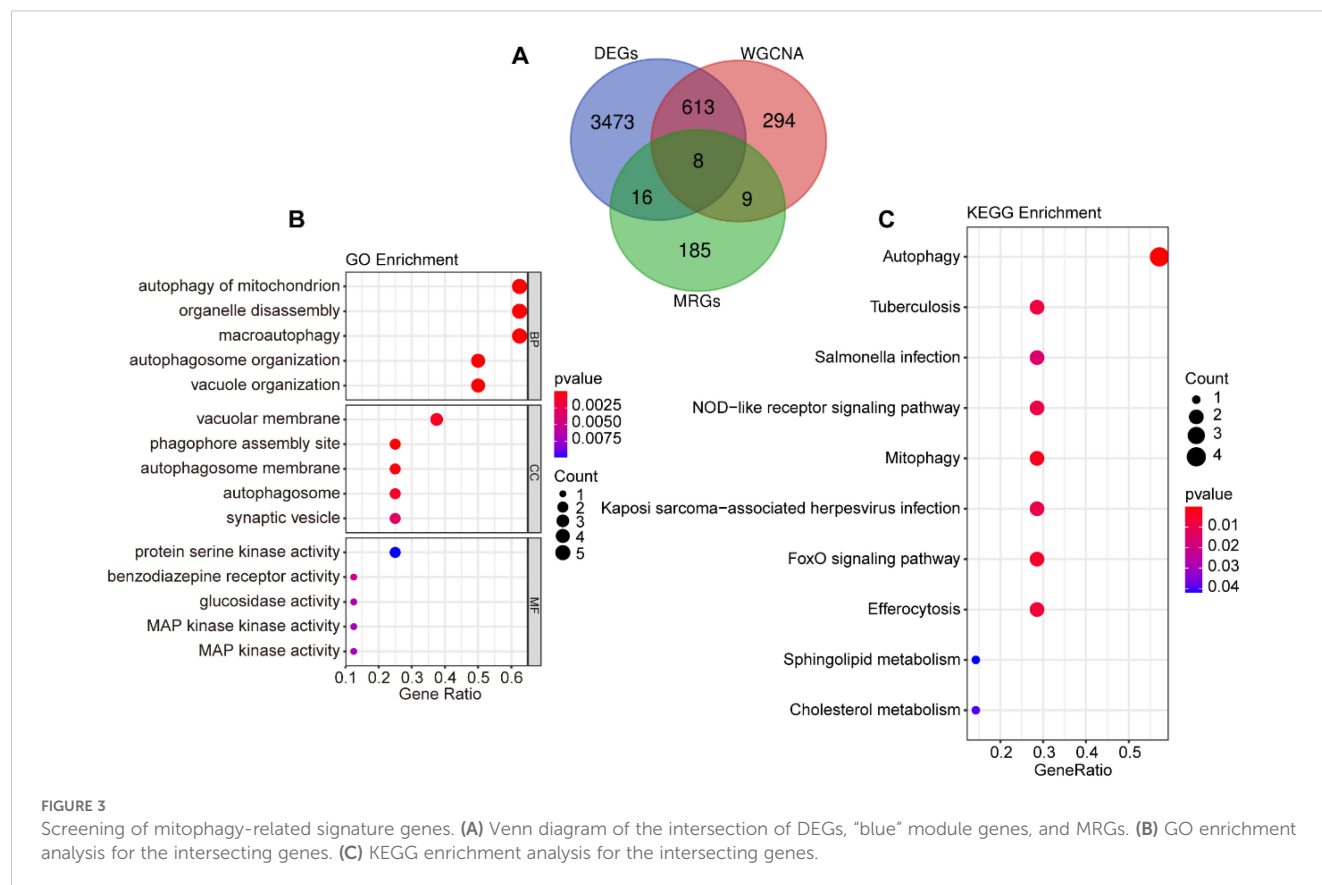 A
DEGs
WGCNA
3473
613
294
8
16
9
185
MRGs
B
GO Enrichment
autophagy of mitochondrion
organelle disassembly
macroautophagy
autophagosome organization
vacuole organization
BP
vacuolar membrane
phagophore assembly site
autophagosome membrane
autophagosome
synaptic vesicle
CC
protein serine kinase activity
benzodiazepine receptor activity
glucosidase activity
MAP kinase kinase activity
MAP kinase activity
MF
0.1 0.2 0.3 0.4 0.5 0.6
Gene Ratio
pvalue
0.0025
0.0050
0.0075
Count
1
2
3
4
5
C
KEGG Enrichment
Autophagy
Tuberculosis
Salmonella infection
NOD−like receptor signaling pathway
Mitophagy
Kaposi sarcoma−associated herpesvirus infection
FoxO signaling pathway
Efferocytosis
Sphingolipid metabolism
Cholesterol metabolism
0.2 0.3 0.4 0.5
GeneRatio
Count
1
2
3
4
pvalue
0.01
0.02
0.03
0.04
FIGURE 3
Screening of mitophagy-related signature genes. (A) Venn diagram of the intersection of DEGs, “blue” module genes, and MRGs. (B) GO enrichment
analysis for the intersecting genes. (C) KEGG enrichment analysis for the intersecting genes.